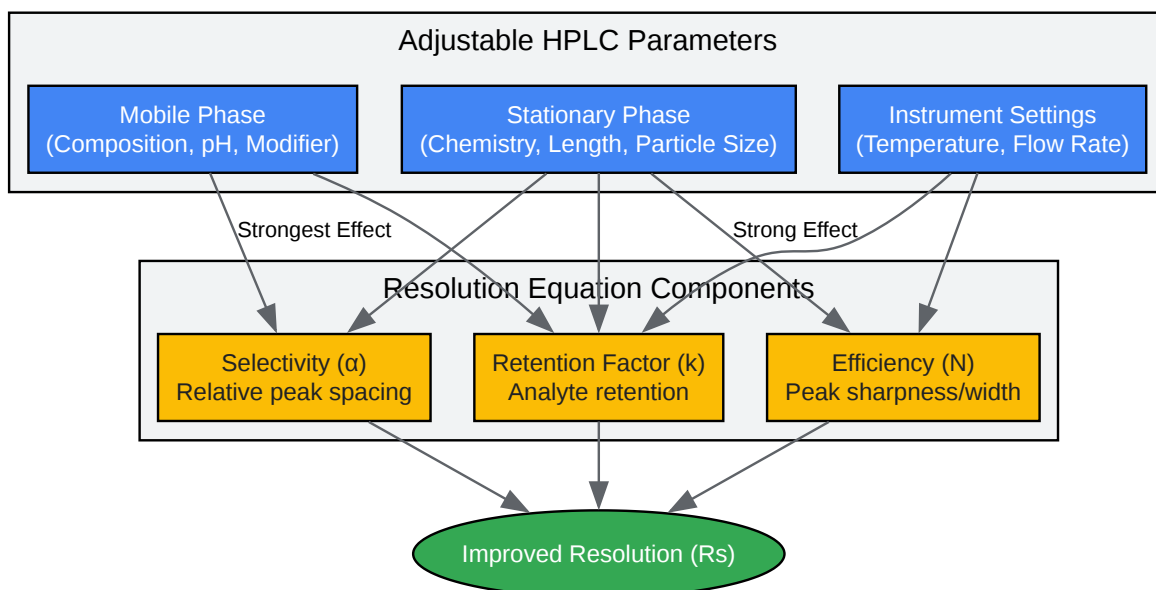 Adjustable HPLC Parameters
Mobile Phase
(Composition, pH, Modifier)
Stationary Phase
(Chemistry, Length, Particle Size)
Instrument Settings
(Temperature, Flow Rate)
Strongest Effect
Strong Effect
Resolution Equation Components
Selectivity (α)
Relative peak spacing
Retention Factor (k)
Analyte retention
Efficiency (N)
Peak sharpness/width
Improved Resolution (Rs)